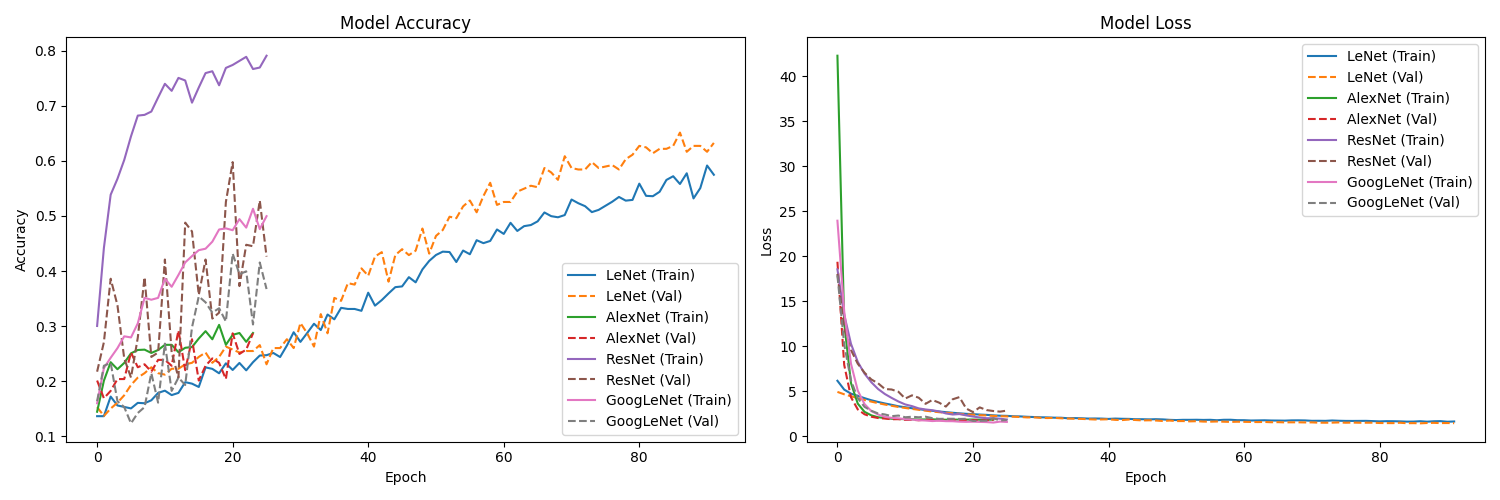 Model Accuracy
Accuracy
0.8
0.7
0.6
0.5
0.4
0.3
0.2
0.1
0
20
40
60
80
Epoch
LeNet (Train)
LeNet (Val)
AlexNet (Train)
AlexNet (Val)
ResNet (Train)
ResNet (Val)
GoogLeNet (Train)
GoogLeNet (Val)
Model Loss
Loss
40
35
30
25
20
15
10
5
0
0
20
40
60
80
Epoch
LeNet (Train)
LeNet (Val)
AlexNet (Train)
AlexNet (Val)
ResNet (Train)
ResNet (Val)
GoogLeNet (Train)
GoogLeNet (Val)